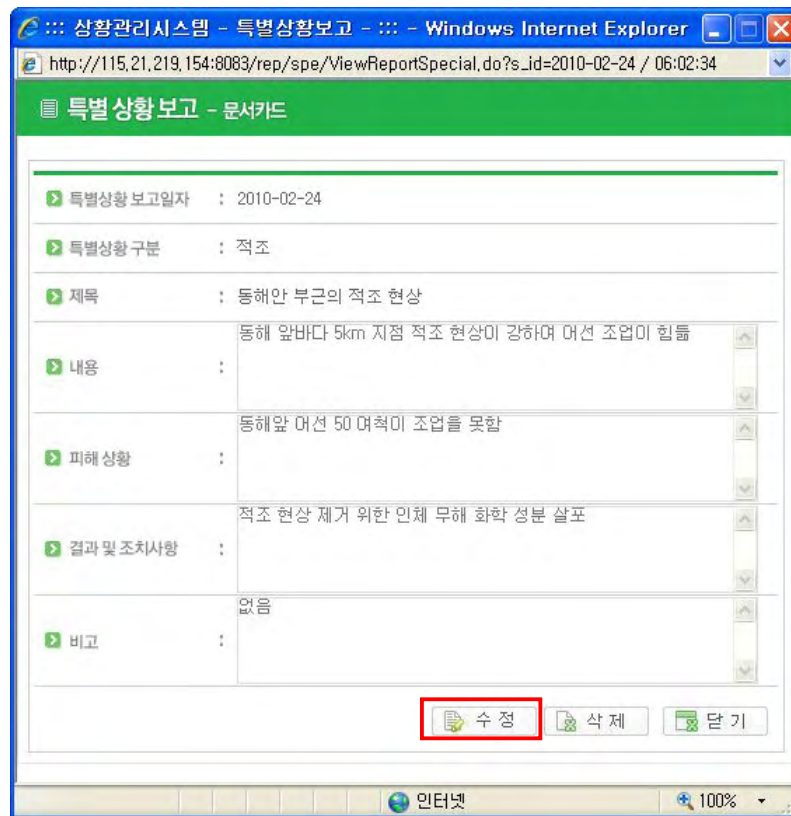 ::: 상황관리시스템 - 특별상황보고 - ::: - Windows Internet Explorer
http://115,21,219,154:8083/rep/spe/ViewReportSpecial,do?s_id=2010-02-24 / 06:02:34
특별 상황 보고 - 문서카드
특별상황 보고일자 : 2010-02-24
특별상황 구분 : 적조
제목 : 동해안 부근의 적조 현상
동해 앞바다 5km 지점 적조 현상이 강하며 어선 조업이 힘듦
내용 :
동해앞 어선 50 여척이 조업을 못함
피해 상황 :
적조 현상 제거 위한 인체 무해 화학 성분 살포
결과 및 조치사항 :
없음
비고 :
수 정 삭 제 닫 기
인터넷 100%